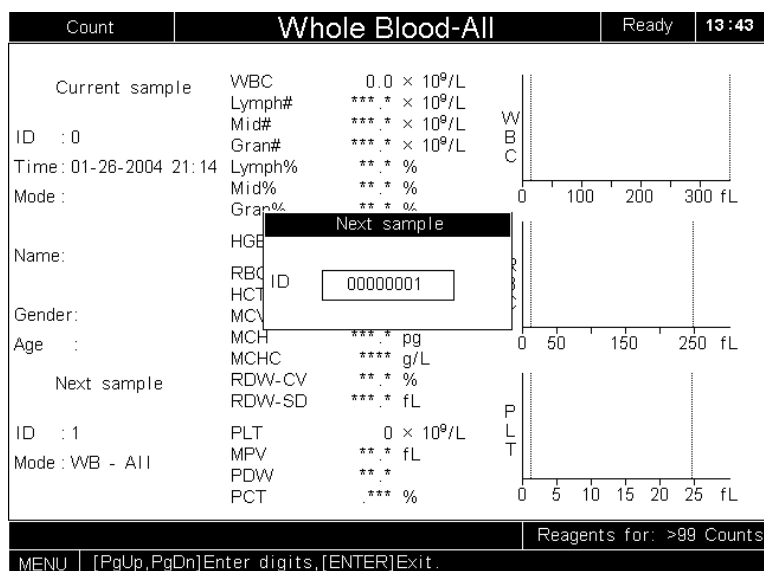 Count Whole Blood-All Ready 13:43
Current sample
ID : 0
Time: 01-26-2004 21:14
Mode :
Name:
Gender:
Age :
Next sample
ID : 1
Mode : WB - All
WBC 0.0 × 10⁹/L
Lymph# ***.* × 10⁹/L
Mid# ***.* × 10⁹/L
Gran# ***.* × 10⁹/L
Lymph% **.* %
Mid% **.* %
Gran% **.* %
HCT
MCH ***.* pg
MCHC **** g/L
RDW-CV **.* %
RDW-SD ***.* fL
PLT 0 × 10⁹/L
MPV **.* fL
PDW **.*
PCT .*** %
Next sample
ID 00000001
WBC
0 100 200 300 fL
0 50 150 250 fL
PLT
0 5 10 15 20 25 fL
Reagents for: >99 Counts
MENU [PgUp,PgDn]Enter digits,[ENTER]Exit.